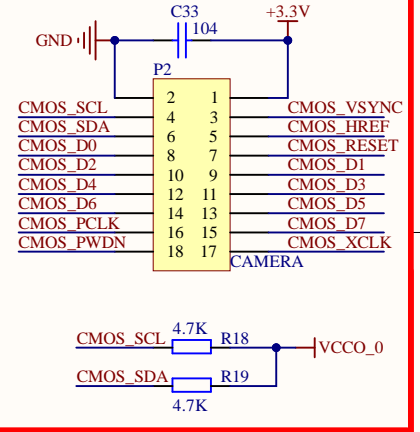 C33
+3.3V
GND
104
P2
2 1
CMOS_SCL 4 3 CMOS_VSYNC
CMOS_SDA 6 5 CMOS_HREF
CMOS_D0 8 7 CMOS_RESET
CMOS_D2 10 9 CMOS_D1
CMOS_D4 12 11 CMOS_D3
CMOS_D6 14 13 CMOS_D5
CMOS_PCLK 16 15 CMOS_D7
CMOS_PWDN 18 17 CMOS_XCLK
CAMERA
4.7K
CMOS_SCL R18 VCCO_0
CMOS_SDA R19
4.7K